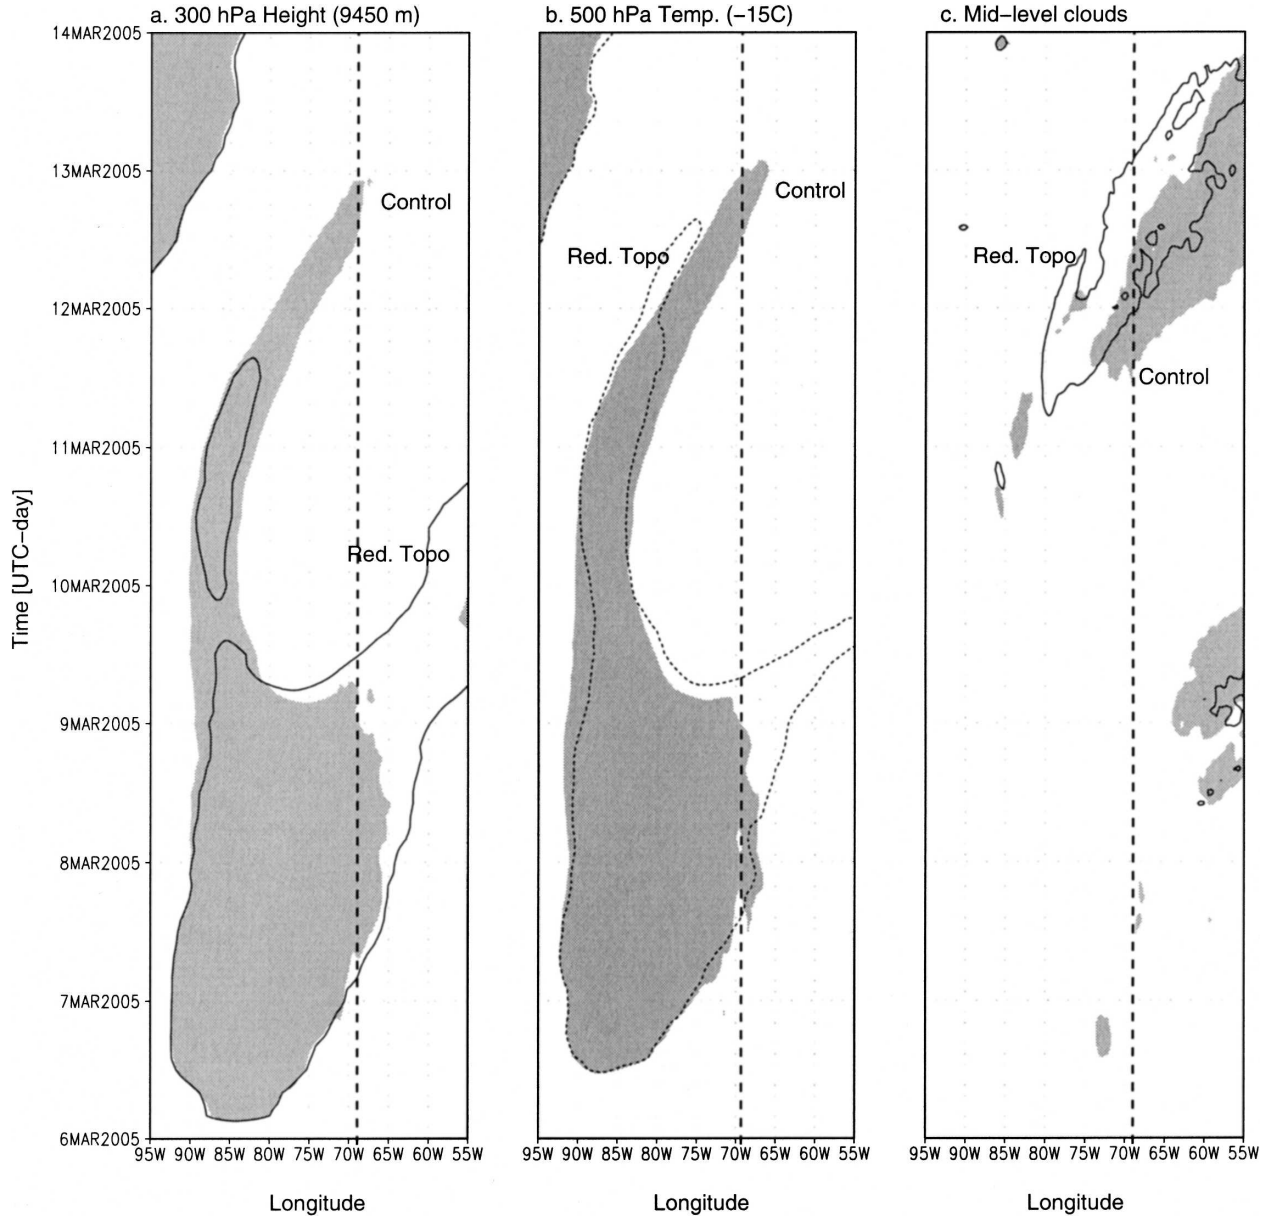 a. 300 hPa Height (9450 m)
b. 500 hPa Temp. (−15C)
c. Mid−level clouds
14MAR2005
13MAR2005
12MAR2005
11MAR2005
10MAR2005
9MAR2005
8MAR2005
7MAR2005
6MAR2005
Time [UTC−day]
Control
Red. Topo
Control
Red. Topo
Red. Topo
Control
95W 90W 85W 80W 75W 70W 65W 60W 55W
95W 90W 85W 80W 75W 70W 65W 60W 55W
95W 90W 85W 80W 75W 70W 65W 60W 55W
Longitude
Longitude
Longitude